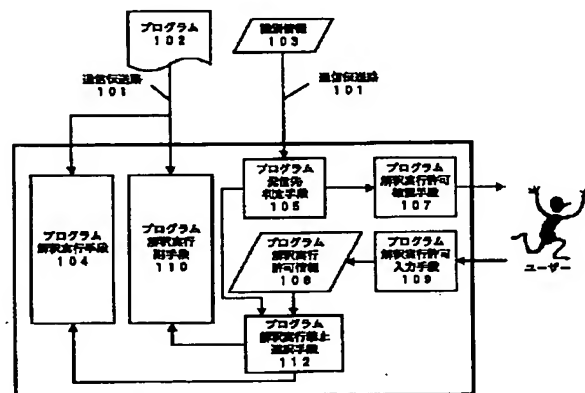 プログラム
102
識別情報
103
通信伝送路
101
通信伝送路
101
プログラム
解釈実行手段
104
プログラム
解釈実行
110
プログラム
発信先
判定手段
105
プログラム
解釈実行許可
確認手段
107
プログラム
解釈実行
許可情報
108
プログラム
解釈実行許可
入力手段
109
ユーザー
プログラム
解釈実行禁止
選択手段
112